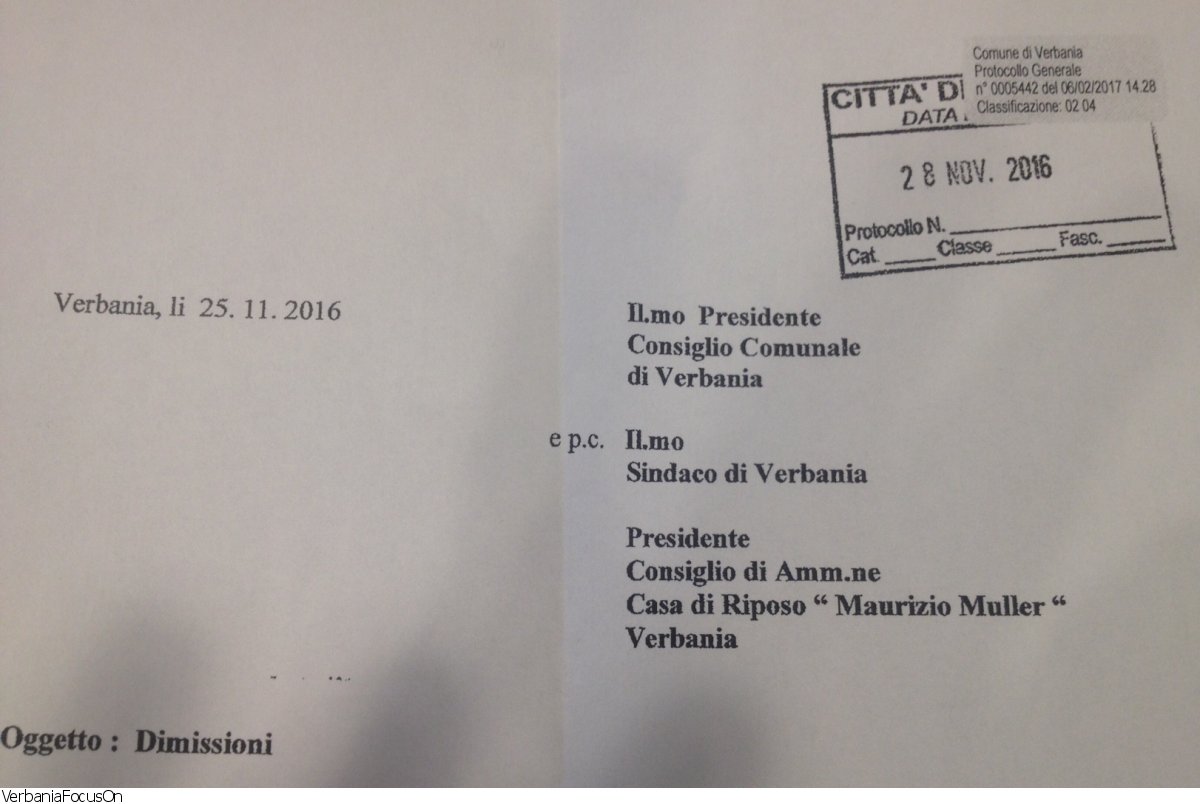 Comune di Verbania
Protocollo Generale
n° 0005442 del 06/02/2017 14.28
Classificazione: 02 04
CITTA' DI
DATA
28 NOV. 2016
Protocollo N.
Cat. Classe Fasc.
Verbania, li 25. 11. 2016
Il.mo Presidente
Consiglio Comunale
di Verbania
e p.c. Il.mo
Sindaco di Verbania
Presidente
Consiglio di Amm.ne
Casa di Riposo “ Maurizio Muller “
Verbania
Oggetto : Dimissioni
VerbaniaFocusOn